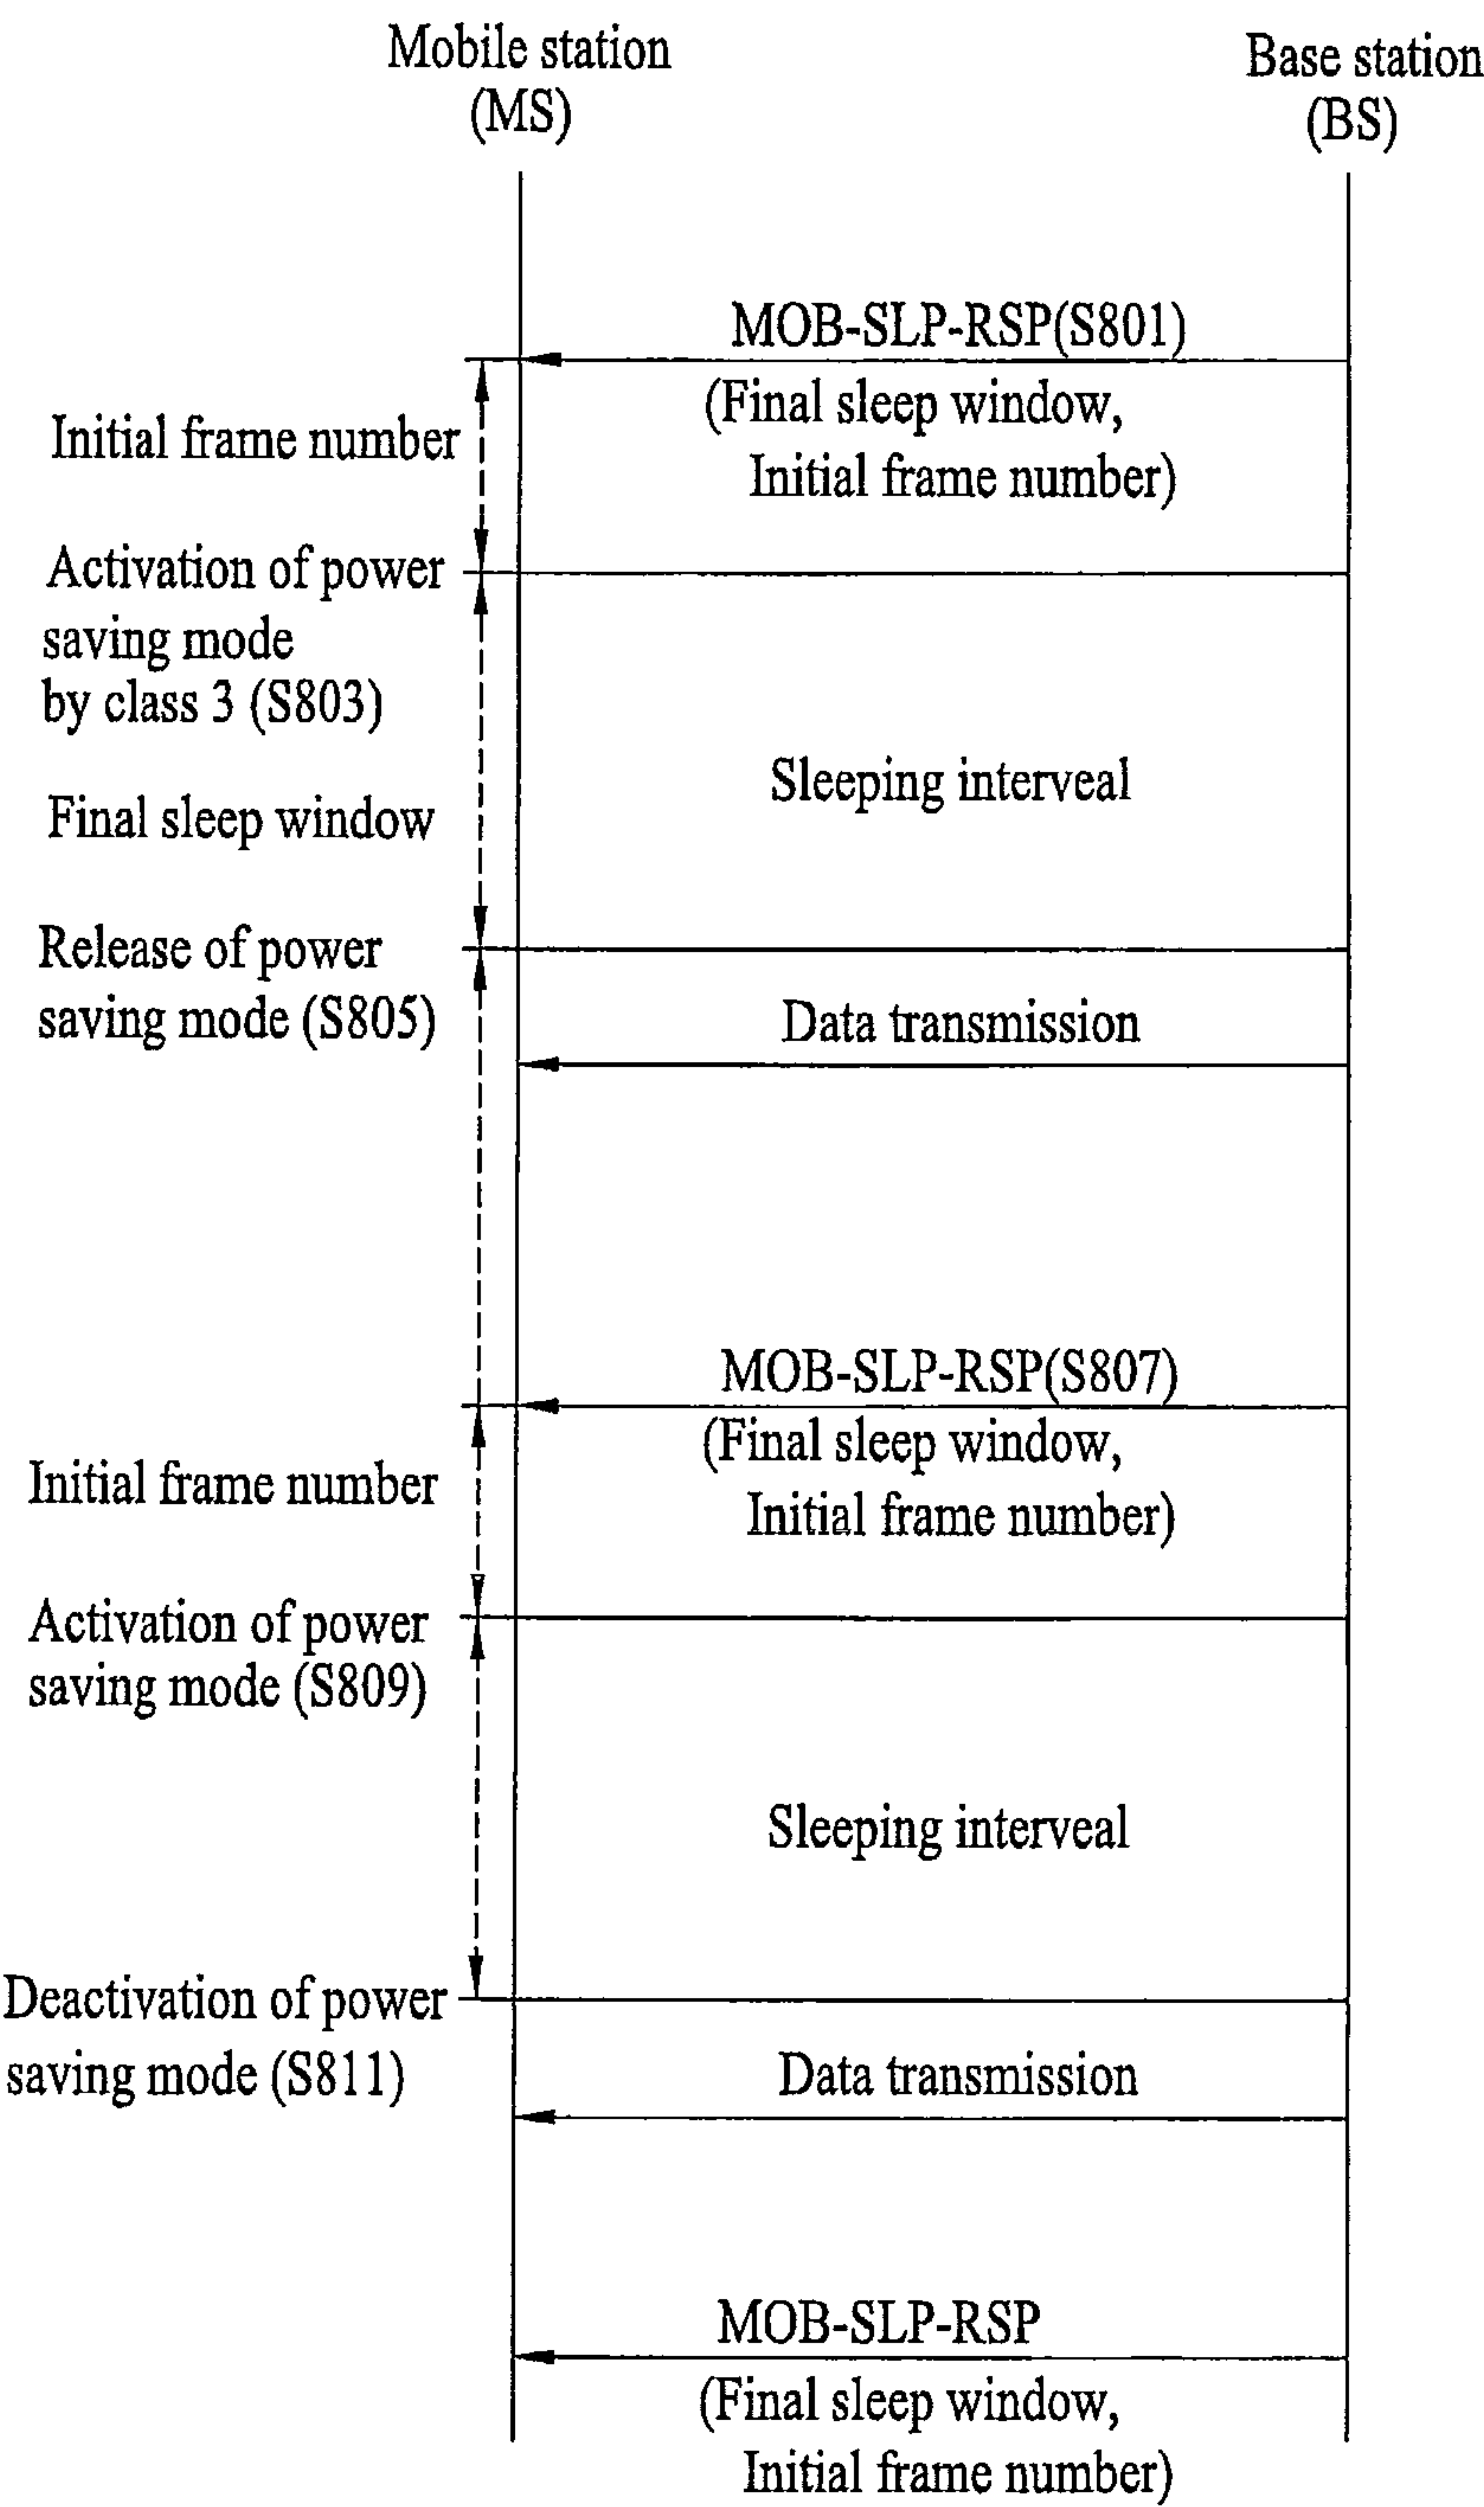 Mobile station
(MS)
Base station
(BS)
MOB-SLP-RSP(S801)
(Final sleep window,
Initial frame number)
Initial frame number
Activation of power
saving mode
by class 3 (S803)
Sleeping interveal
Final sleep window
Release of power
saving mode (S805)
Data transmission
MOB-SLP-RSP(S807)
(Final sleep window,
Initial frame number)
Initial frame number
Activation of power
saving mode (S809)
Sleeping interveal
Deactivation of power
saving mode (S811)
Data transmission
MOB-SLP-RSP
(Final sleep window,
Initial frame number)